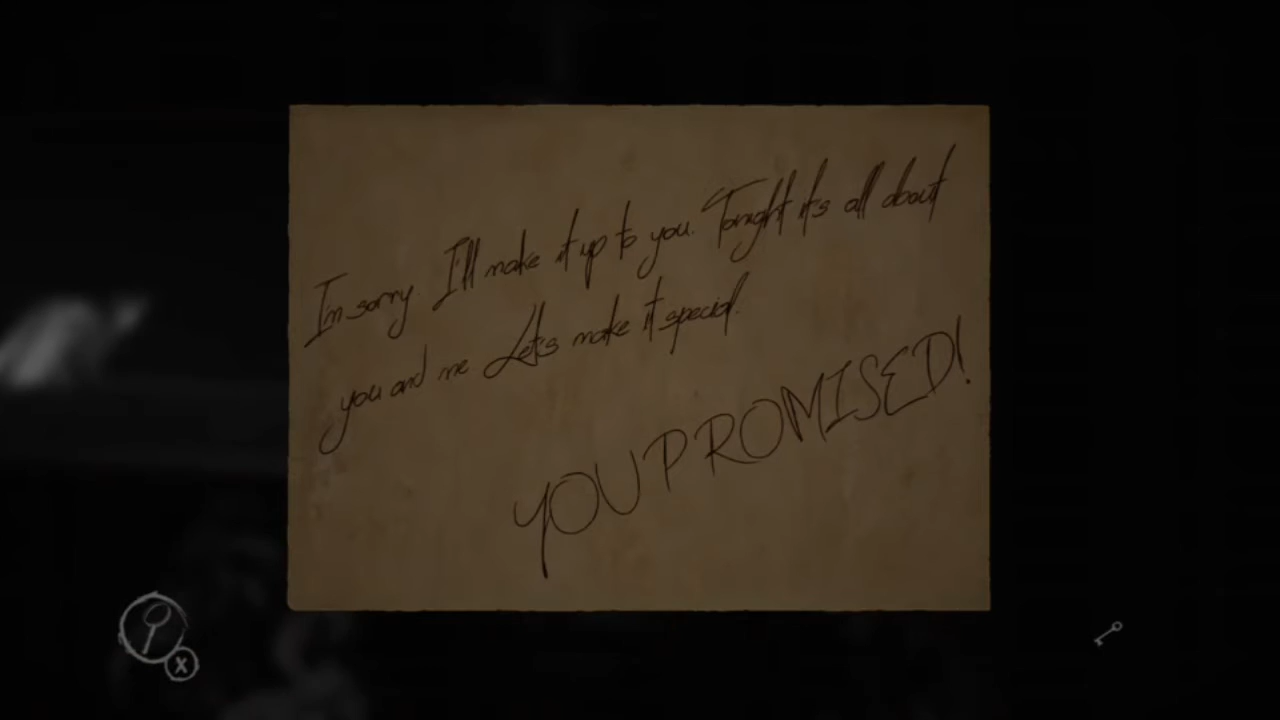 I'm sorry I'll make it up to you. Tonight it's all about
you and me Let's make it special.
YOU PROMISED!
X